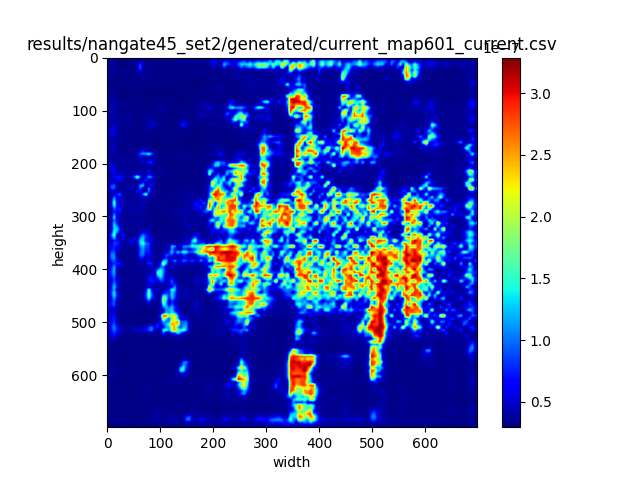 results/nangate45_set2/generated/current_map601_current.csv
1e−7
0
100
200
300
400
500
600
height
0 100 200 300 400 500 600
width
3.0
2.5
2.0
1.5
1.0
0.5